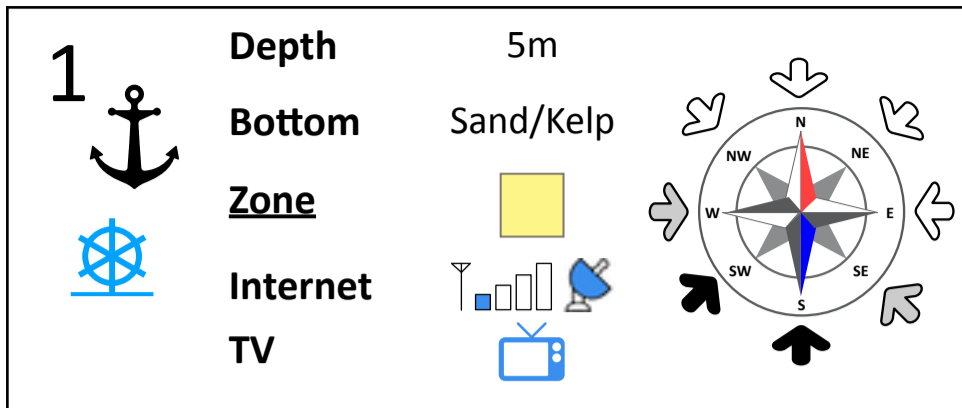 1
Depth 5m
Bottom Sand/Kelp
Zone
Internet
TV
N
NW NE
W E
SW SE
S